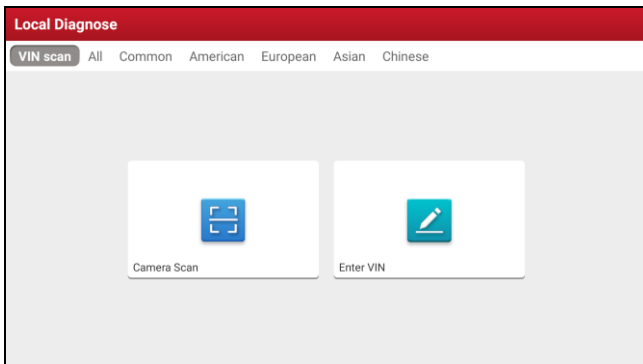 Local Diagnose
VIN scan All Common American European Asian Chinese
Camera Scan Enter VIN